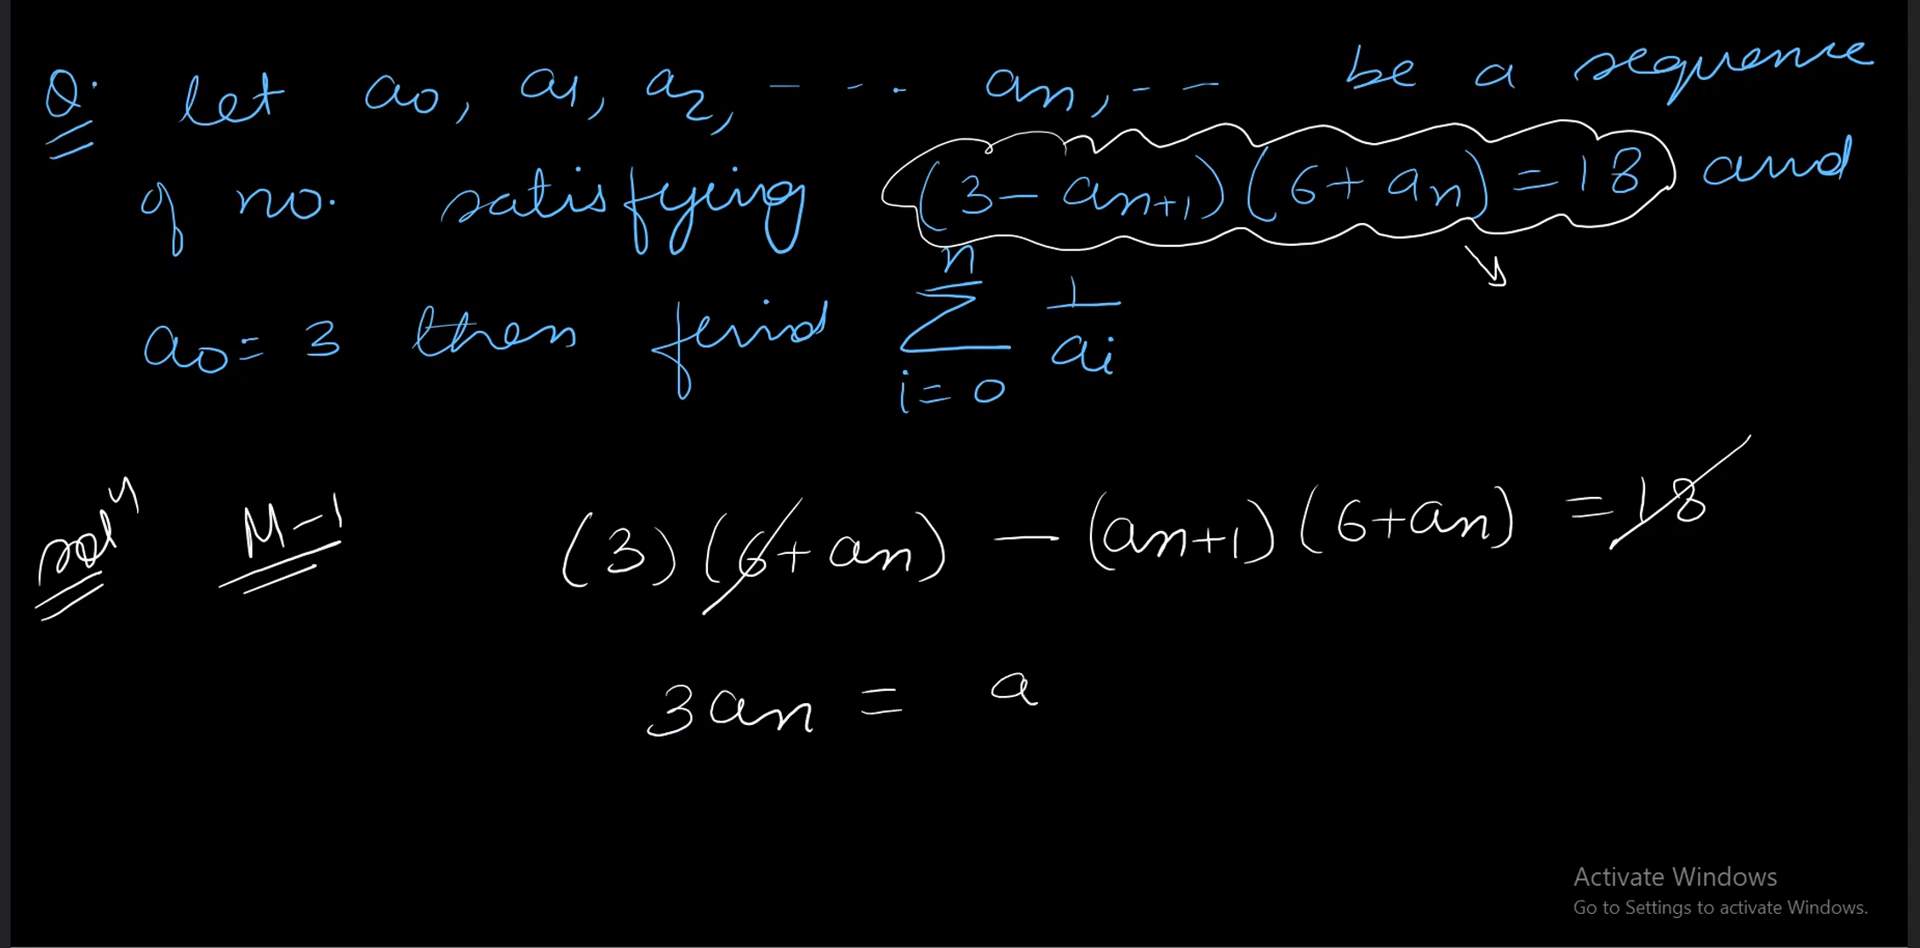 Q. let a0, a1, a2, - - - . . an, - - - be a sequence
of no. satisfying (3 - an+1)(6 + an) = 18 and
a0 = 3 then find n Σ i = 0 1/ai
solⁿ M-1 (3)(6 + an) - (an+1)(6 + an) = 18
3an = a
Activate Windows
Go to Settings to activate Windows.